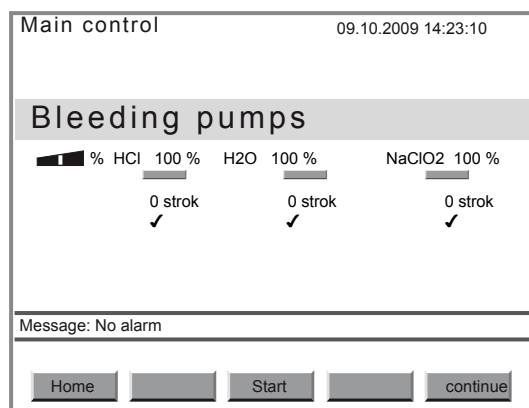 Main control 09.10.2009 14:23:10
Bleeding pumps
% HCl 100 % H2O 100 % NaClO2 100 %
0 strok 0 strok 0 strok
✓ ✓ ✓
Message: No alarm
Home Start continue